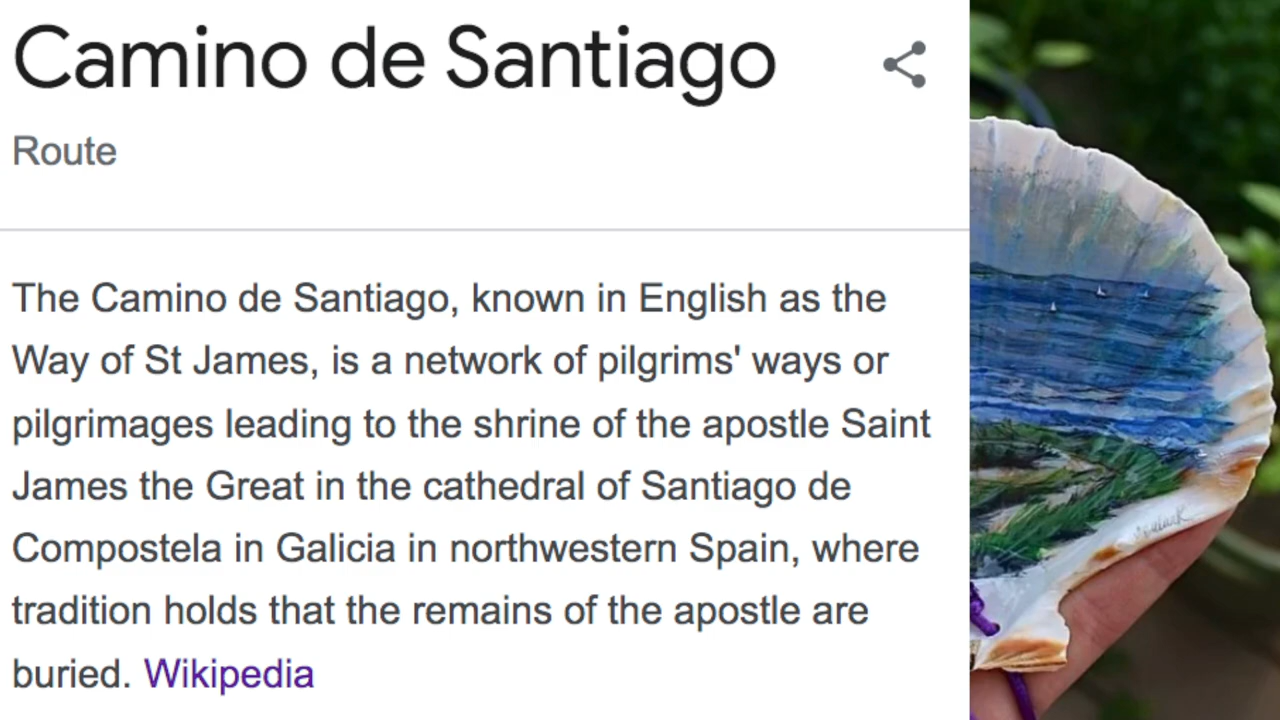 Camino de Santiago
Route
The Camino de Santiago, known in English as the
Way of St James, is a network of pilgrims' ways or
pilgrimages leading to the shrine of the apostle Saint
James the Great in the cathedral of Santiago de
Compostela in Galicia in northwestern Spain, where
tradition holds that the remains of the apostle are
buried. Wikipedia